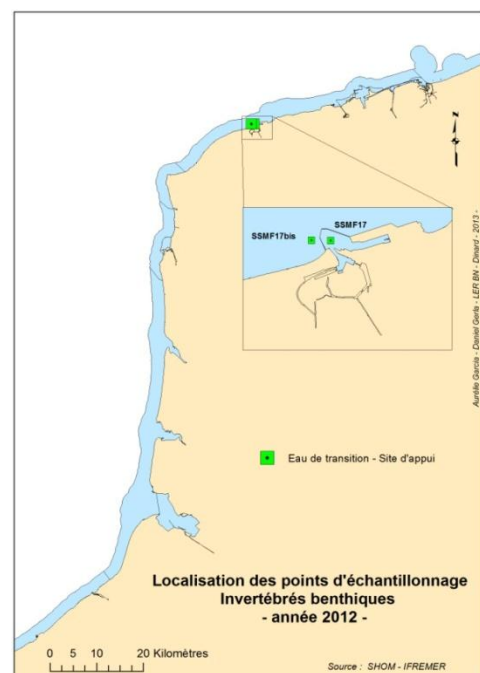 N
SSMF17
SSMF17bis
Aurélie Garcia - Daniel Gerla - LER BN - Dinard - 2013 -
Eau de transition - Site d'appui
Localisation des points d'échantillonnage
Invertébrés benthiques
- année 2012 -
0 5 10 20 Kilomètres
Source : SHOM - IFREMER